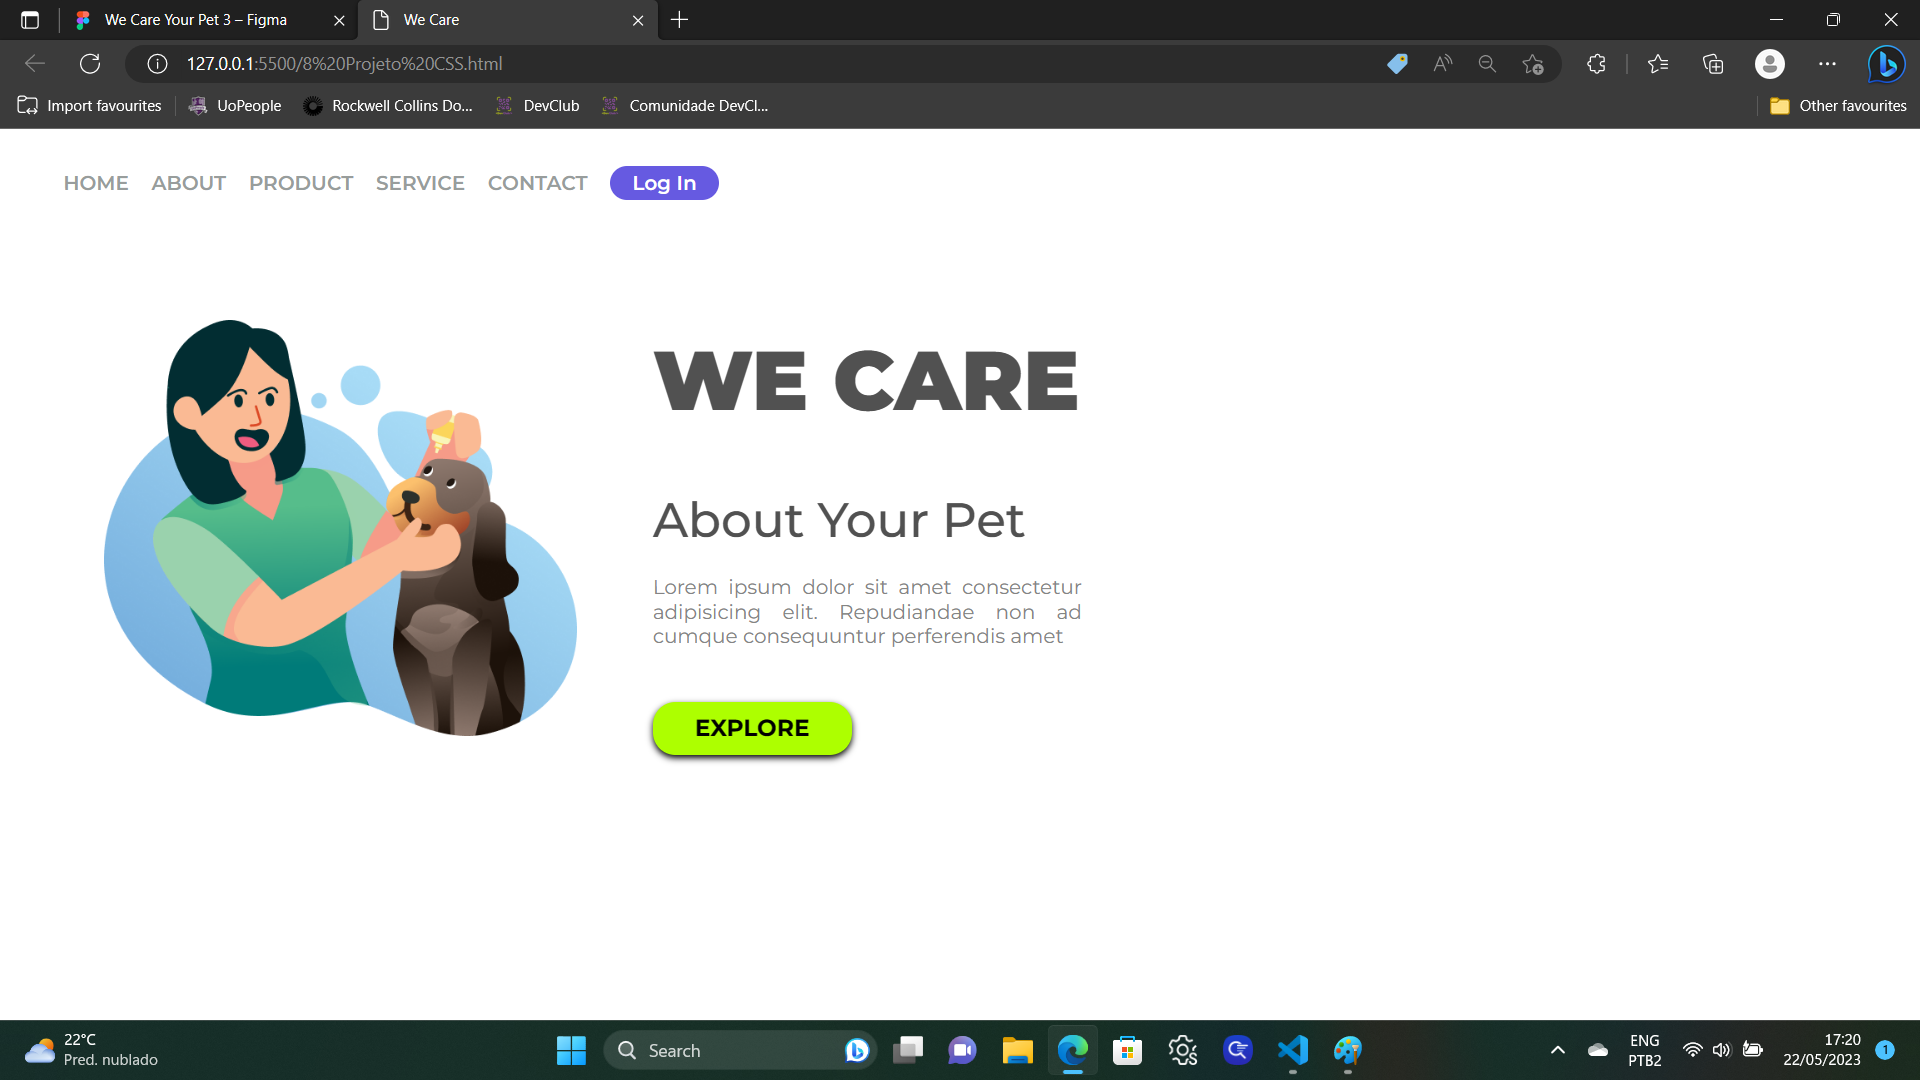 We Care Your Pet 3 – Figma
We Care
127.0.0.1:5500/8%20Projeto%20CSS.html
Import favourites
UoPeople
Rockwell Collins Do...
DevClub
Comunidade DevCl...
Other favourites
HOME ABOUT PRODUCT SERVICE CONTACT Log In
WE CARE
About Your Pet
Lorem ipsum dolor sit amet consectetur
adipisicing elit. Repudiandae non ad
cumque consequuntur perferendis amet
EXPLORE
22°C
Pred. nublado
Search
ENG
PTB2
17:20
22/05/2023
1